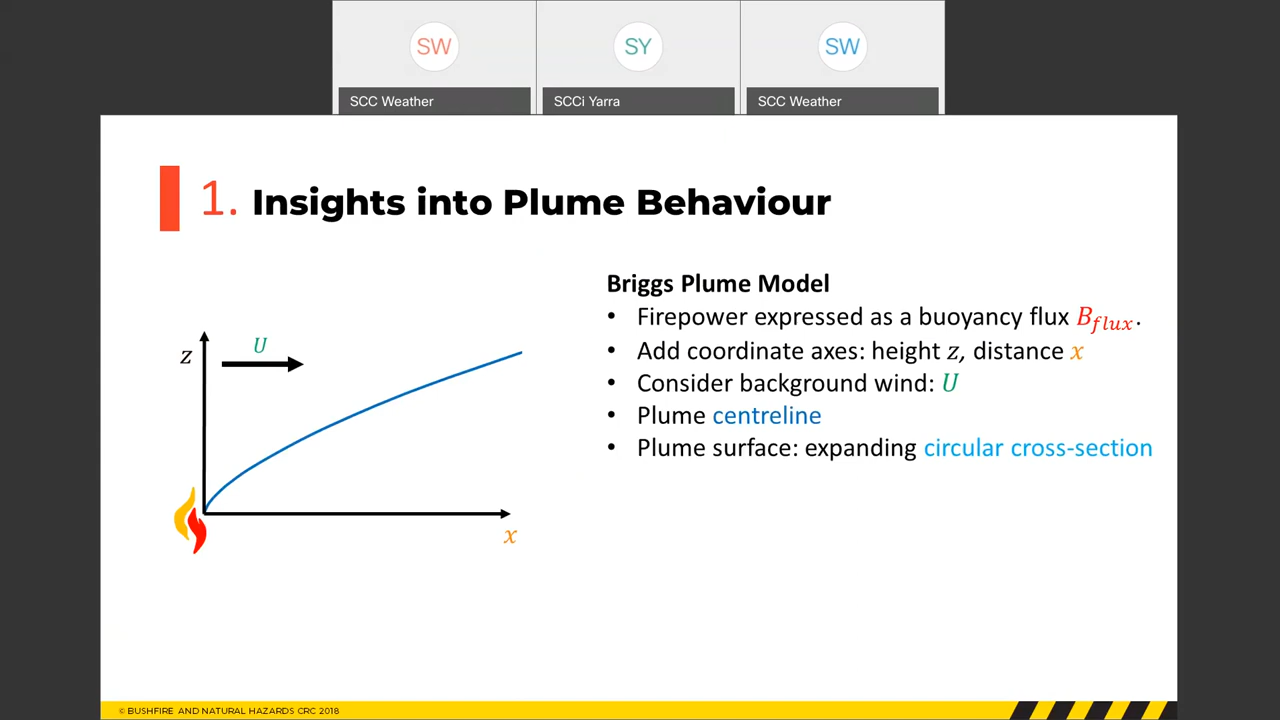 SW
SY
SW
SCC Weather
SCCi Yarra
SCC Weather
1. Insights into Plume Behaviour
Briggs Plume Model
• Firepower expressed as a buoyancy flux B_flux.
• Add coordinate axes: height z, distance x
• Consider background wind: U
• Plume centreline
• Plume surface: expanding circular cross-section
U
z
x
© BUSHFIRE AND NATURAL HAZARDS CRC 2018